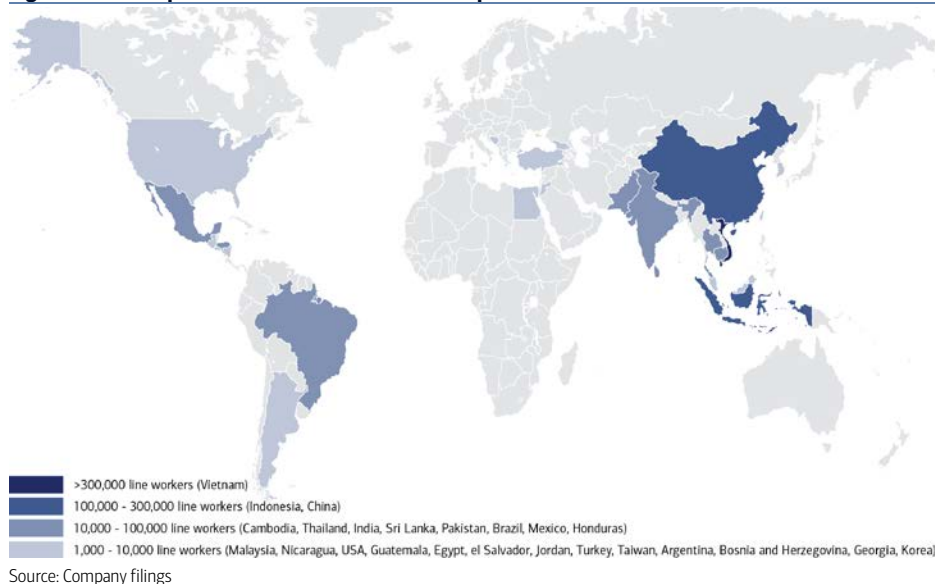 >300,000 line workers (Vietnam)
100,000 - 300,000 line workers (Indonesia, China)
10,000 - 100,000 line workers (Cambodia, Thailand, India, Sri Lanka, Pakistan, Brazil, Mexico, Honduras)
1,000 - 10,000 line workers (Malaysia, Nicaragua, USA, Guatemala, Egypt, el Salvador, Jordan, Turkey, Taiwan, Argentina, Bosnia and Herzegovina, Georgia, Korea)
Source: Company filings